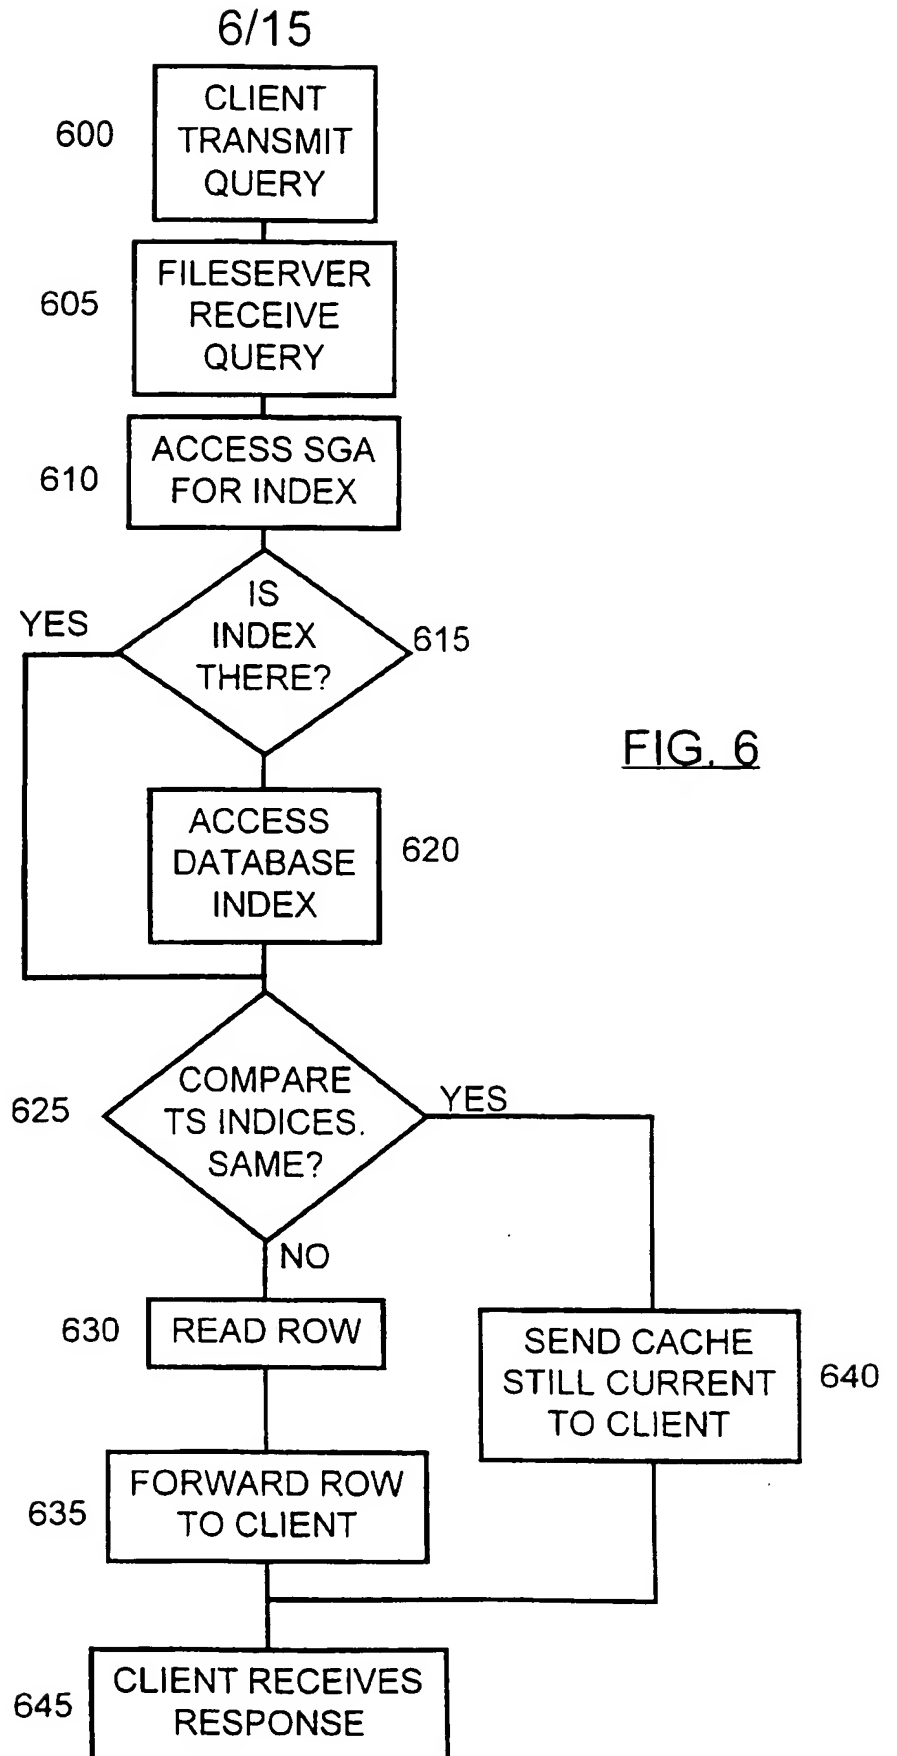 6/15
600
CLIENT
TRANSMIT
QUERY
605
FILESERVER
RECEIVE
QUERY
610
ACCESS SGA
FOR INDEX
YES
IS
INDEX
THERE?
615
FIG. 6
ACCESS
DATABASE
INDEX
620
625
COMPARE
TS INDICES.
SAME?
YES
NO
630
READ ROW
SEND CACHE
STILL CURRENT
TO CLIENT
640
635
FORWARD ROW
TO CLIENT
645
CLIENT RECEIVES
RESPONSE